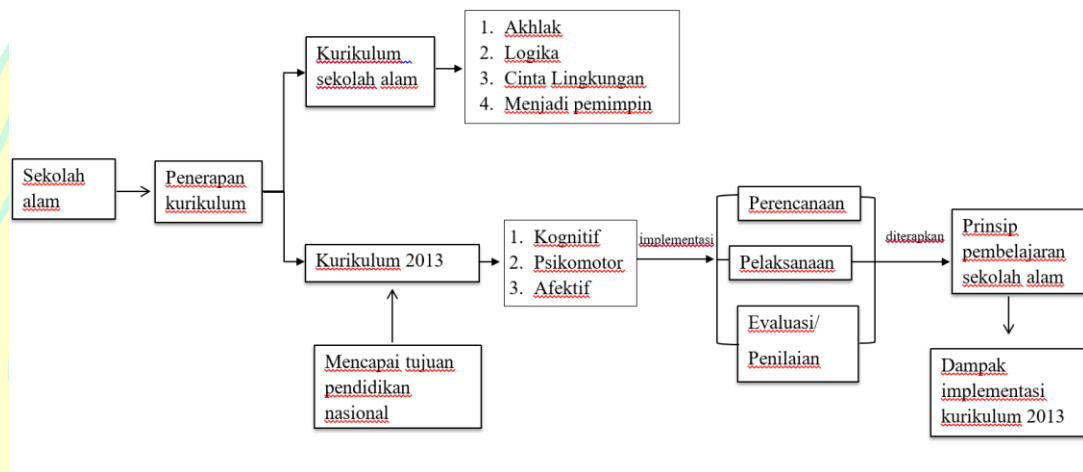 Sekolah
alam
Penerapan
kurikulum
Kurikulum
sekolah alam
1. Akhlak
2. Logika
3. Cinta Lingkungan
4. Menjadi pemimpin
Kurikulum 2013
Mencapai tujuan
pendidikan
nasional
1. Kognitif
2. Psikomotor
3. Afektif
implementasi
Perencanaan
Pelaksanaan
Evaluasi/
Penilaian
diterapkan
Prinsip
pembelajaran
sekolah alam
Dampak
implementasi
kurikulum 2013